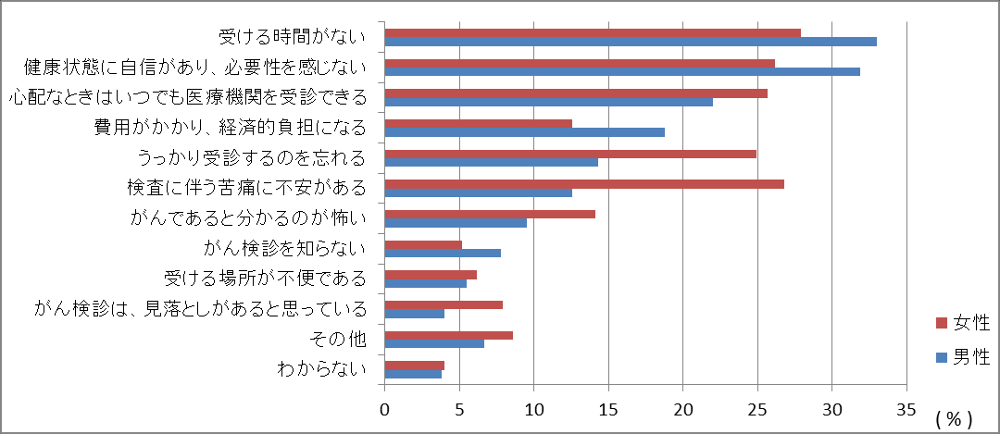 受ける時間がない
健康状態に自信があり、必要性を感じない
心配なときはいつでも医療機関を受診できる
費用がかかり、経済的負担になる
うっかり受診するのを忘れる
検査に伴う苦痛に不安がある
がんであると分かるのが怖い
がん検診を知らない
受ける場所が不便である
がん検診は、見落としがあると思っている
その他
わからない
女性
男性
0 5 10 15 20 25 30 35
(%)